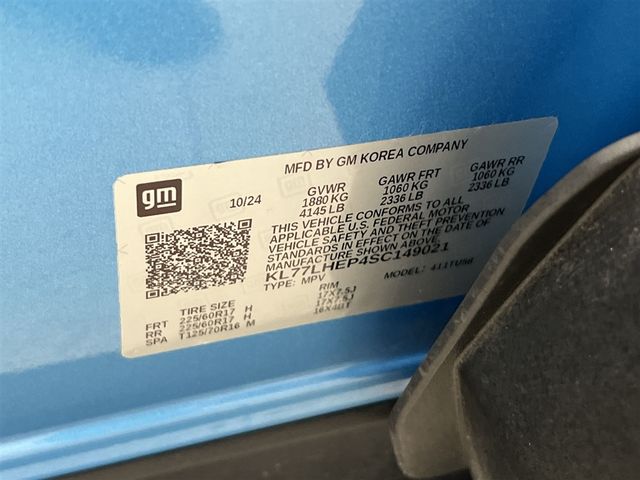 MFD BY GM KOREA COMPANY
gm
10/24
GVWR GAWR FRT GAWR RR
1880 KG 1060 KG 1060 KG
4145 LB 2336 LB 2336 LB
THIS VEHICLE CONFORMS TO ALL
APPLICABLE U.S. FEDERAL MOTOR
VEHICLE SAFETY AND THEFT PREVENTION
STANDARDS IN EFFECT ON THE DATE OF
MANUFACTURE SHOWN ABOVE.
KL77LHEP4SC149021
TYPE: MPV MODEL: 411TU56
TIRE SIZE RIM
FRT 225/60R17 H 17X7.5J
RR 225/60R17 H 17X7.5J
SPA T125/70R16 M 16X4BT